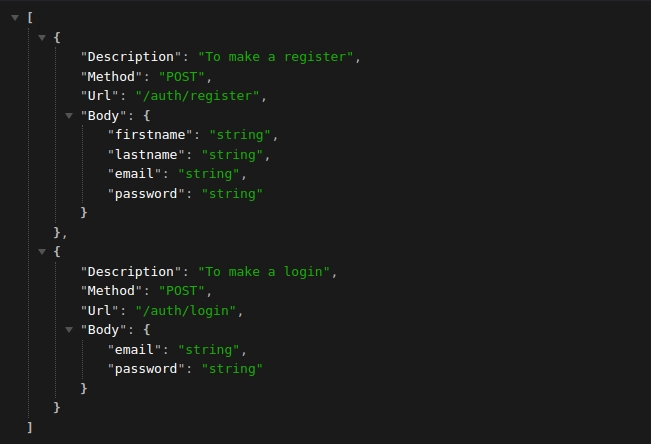 [
{
"Description": "To make a register",
"Method": "POST",
"Url": "/auth/register",
"Body": {
"firstname": "string",
"lastname": "string",
"email": "string",
"password": "string"
}
},
{
"Description": "To make a login",
"Method": "POST",
"Url": "/auth/login",
"Body": {
"email": "string",
"password": "string"
}
}
]